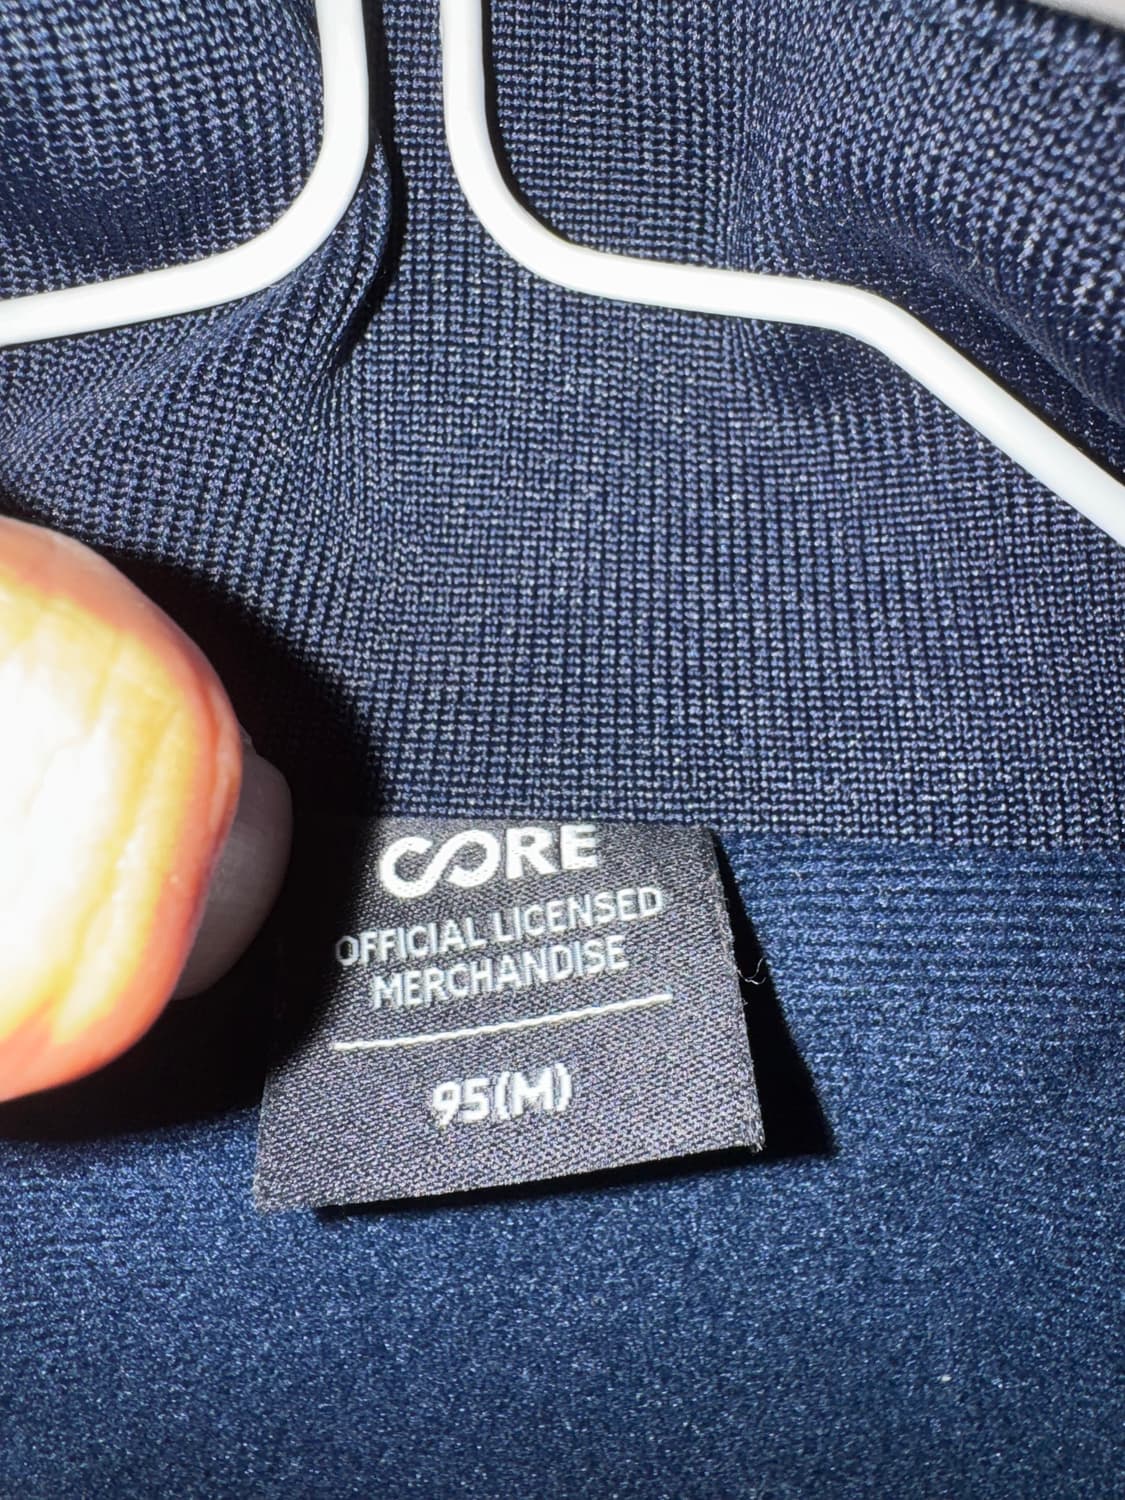 CORE
OFFICIAL LICENSED
MERCHANDISE
95(M)